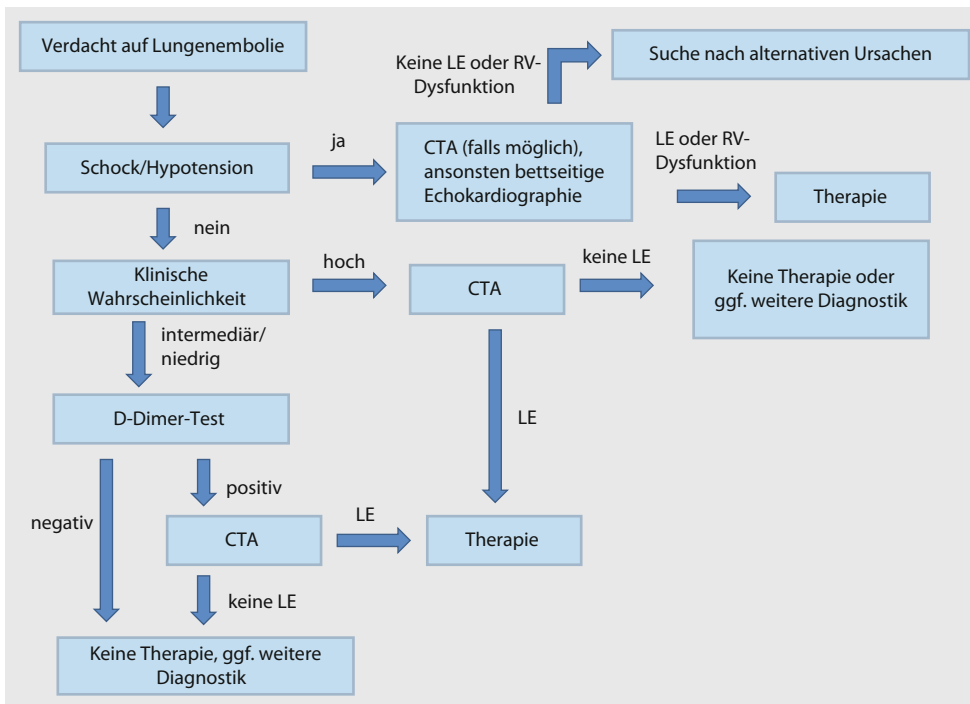 Verdacht auf Lungenembolie
Keine LE oder RV-
Dysfunktion
Suche nach alternativen Ursachen
Schock/Hypotension
ja
CTA (falls möglich),
ansonsten bettseitige
Echokardiographie
LE oder RV-
Dysfunktion
Therapie
nein
Klinische
Wahrscheinlichkeit
hoch
CTA
keine LE
Keine Therapie oder
ggf. weitere Diagnostik
intermediär/
niedrig
LE
D-Dimer-Test
negativ
positiv
CTA
LE
Therapie
keine LE
Keine Therapie, ggf. weitere
Diagnostik